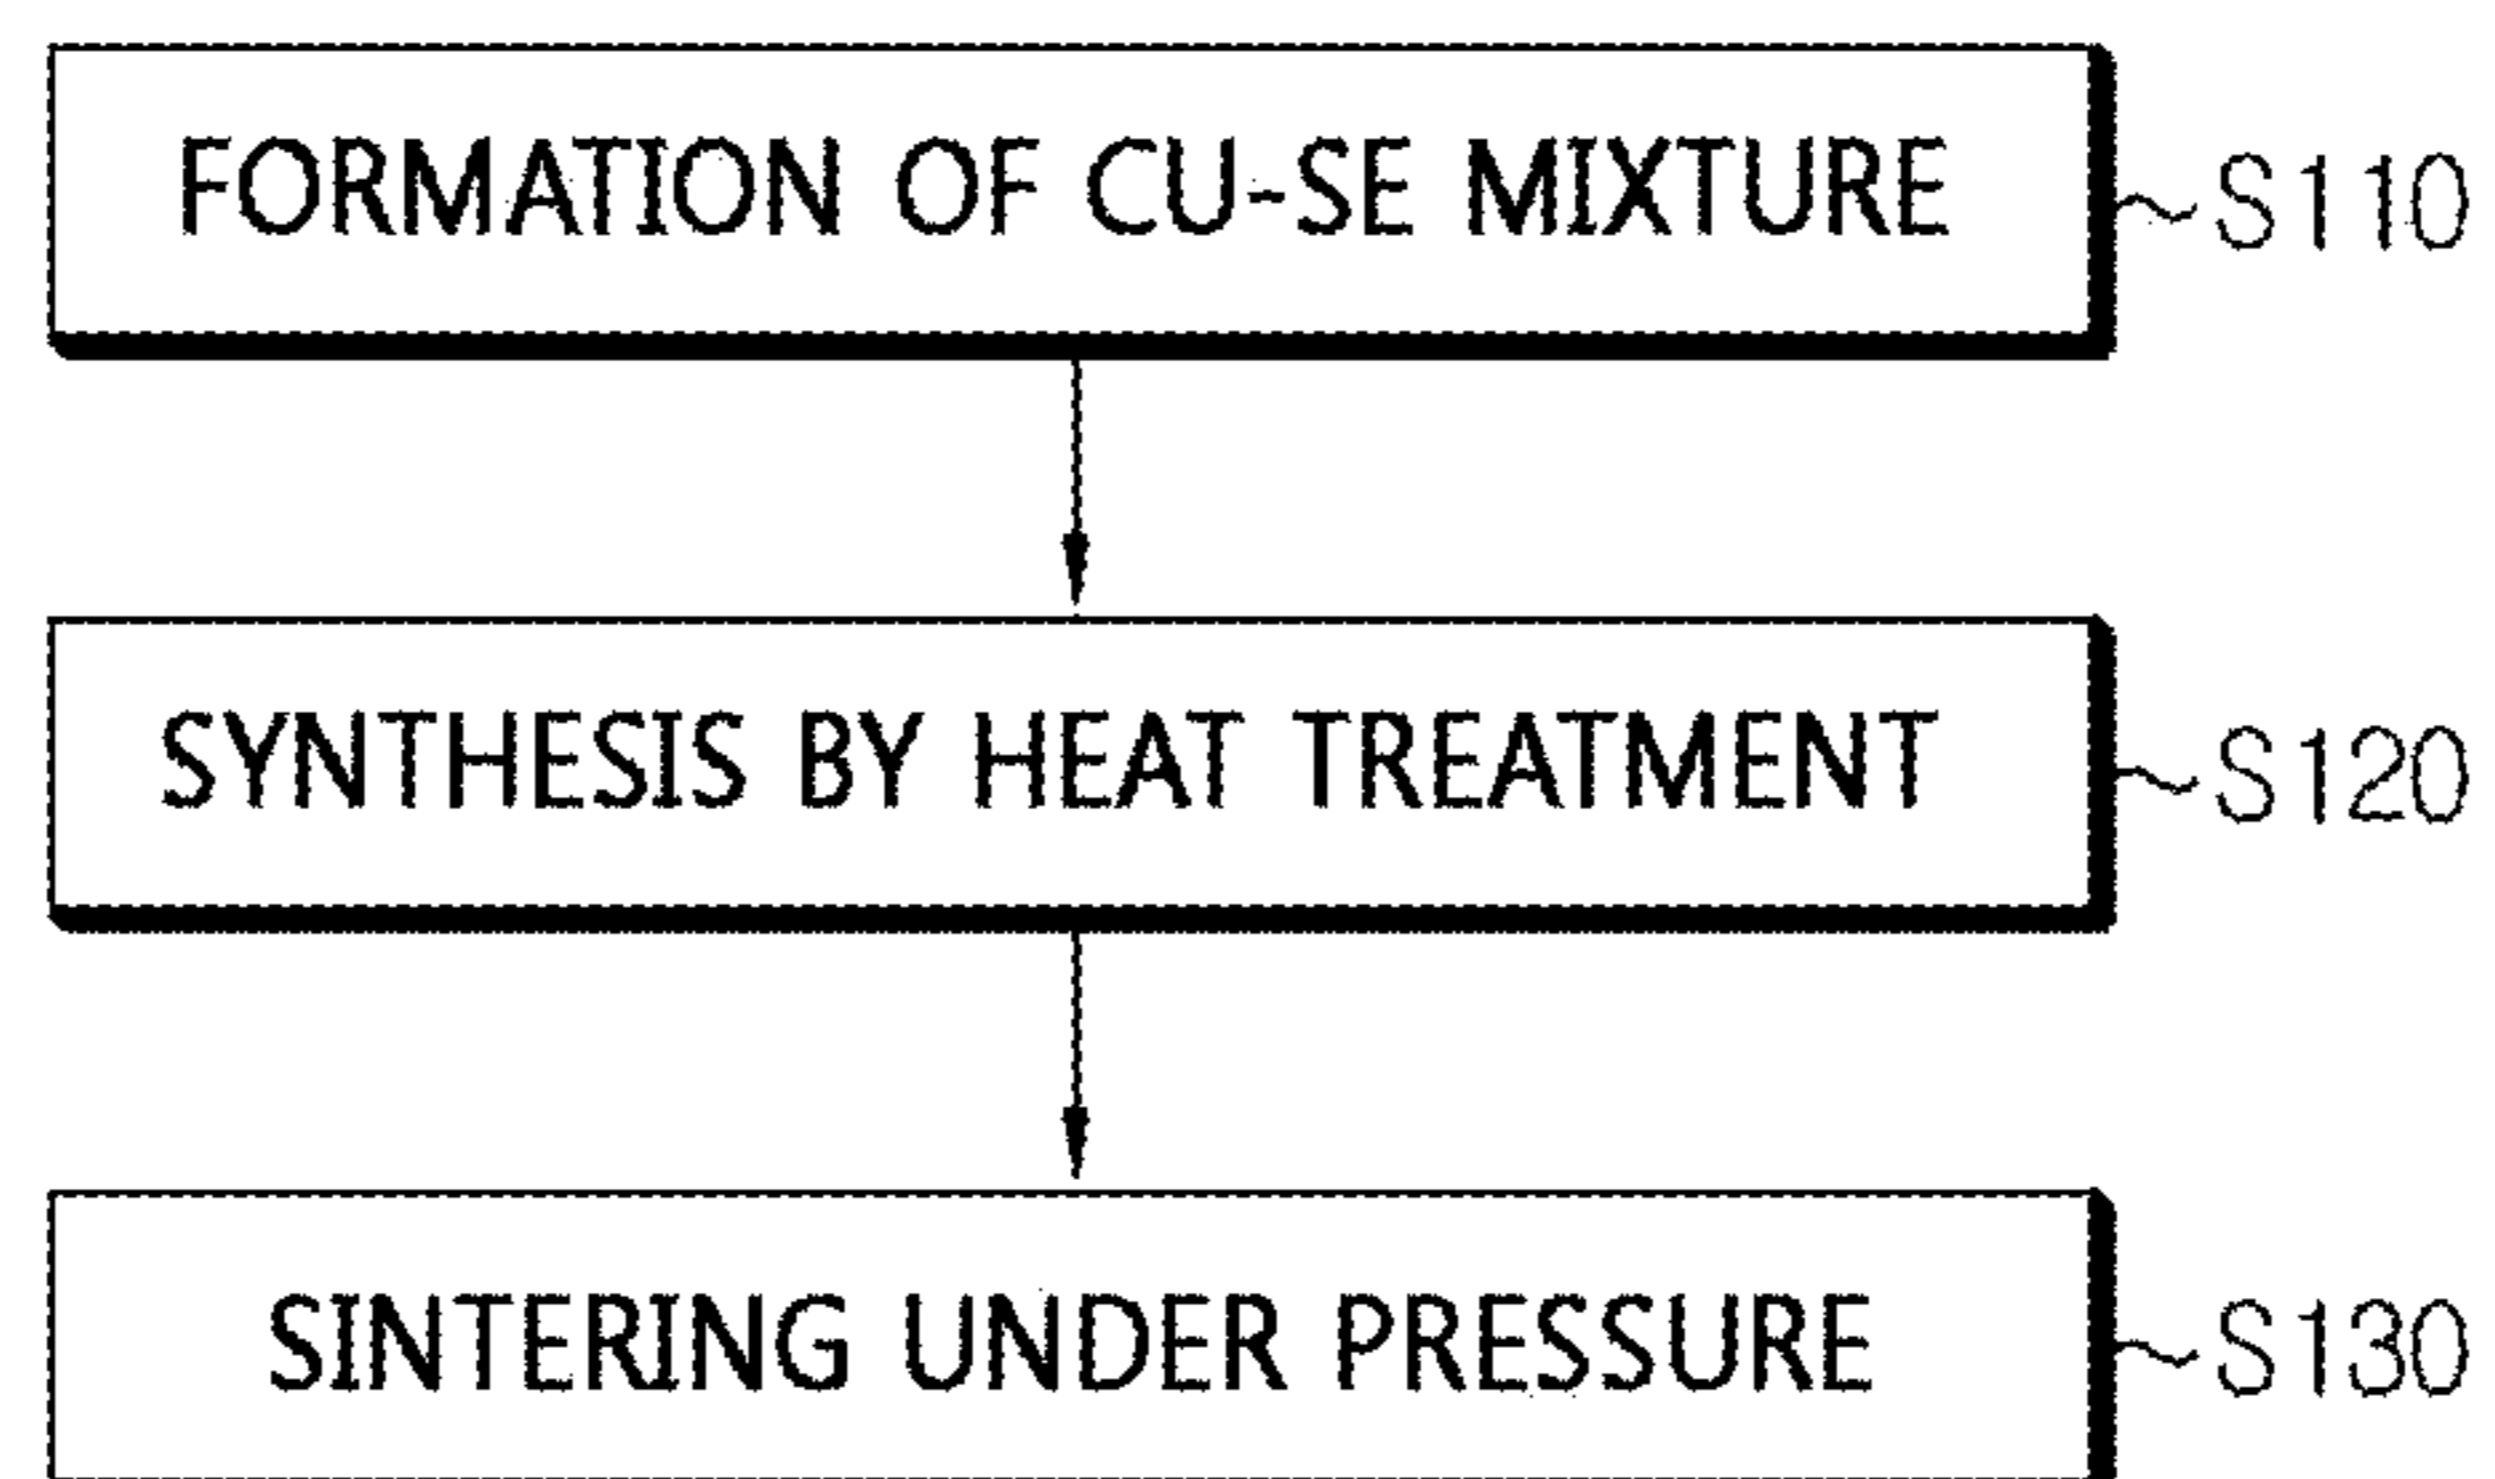 FORMATION OF CU-SE MIXTURE
S110
SYNTHESIS BY HEAT TREATMENT
S120
SINTERING UNDER PRESSURE
S130